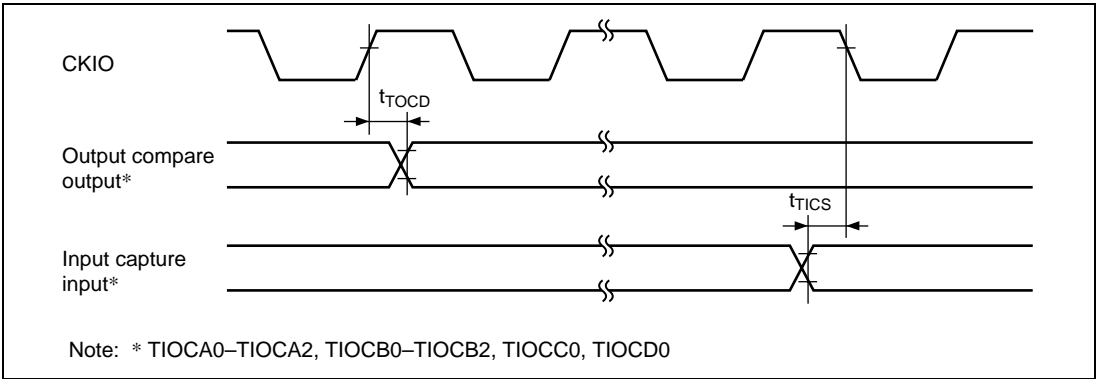 CKIO
tTOCD
Output compare
output*
tTICS
Input capture
input*
Note: * TIOCA0–TIOCA2, TIOCB0–TIOCB2, TIOCC0, TIOCD0